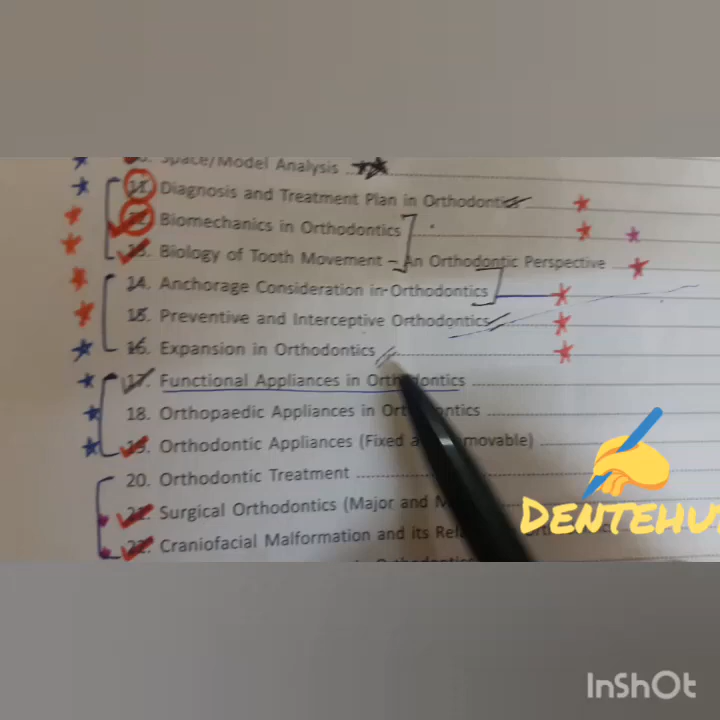 Space/Model Analysis
11. Diagnosis and Treatment Plan in Orthodontics
12. Biomechanics in Orthodontics
13. Biology of Tooth Movement – An Orthodontic Perspective
14. Anchorage Consideration in Orthodontics
15. Preventive and Interceptive Orthodontics
16. Expansion in Orthodontics
17. Functional Appliances in Orthodontics
18. Orthopaedic Appliances in Orthodontics
19. Orthodontic Appliances (Fixed and Removable)
20. Orthodontic Treatment
21. Surgical Orthodontics (Major and
22. Craniofacial Malformation and its
DENTEHUB
InShOt